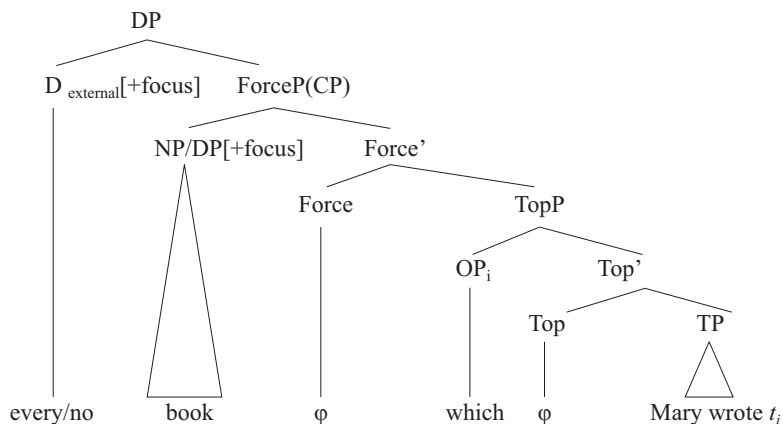 DP
D external[+focus] ForceP(CP)
NP/DP[+focus] Force’
Force TopP
OPi Top’
Top TP
every/no book φ which φ Mary wrote ti